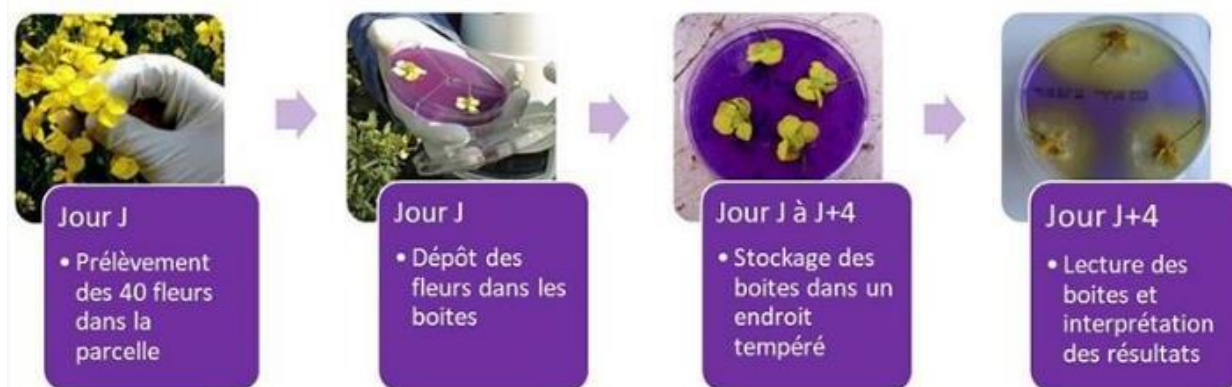 Jour J
• Prélèvement
des 40 fleurs
dans la
parcelle
Jour J
• Dépôt des
fleurs dans les
boites
Jour J à J+4
• Stockage des
boites dans un
endroit
tempéré
Jour J+4
• Lecture des
boites et
interprétation
des résultats